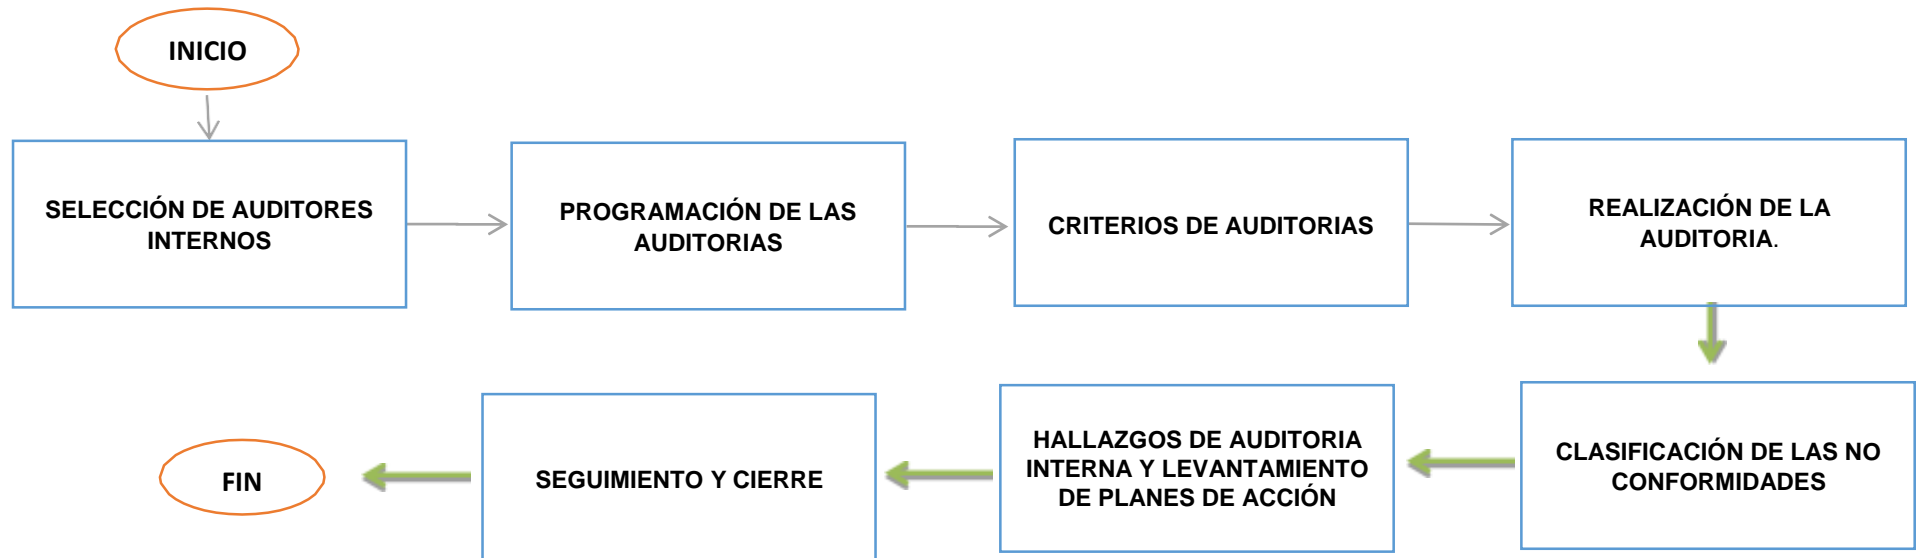 INICIO
SELECCIÓN DE AUDITORES
INTERNOS
PROGRAMACIÓN DE LAS
AUDITORIAS
CRITERIOS DE AUDITORIAS
REALIZACIÓN DE LA
AUDITORIA.
CLASIFICACIÓN DE LAS NO
CONFORMIDADES
HALLAZGOS DE AUDITORIA
INTERNA Y LEVANTAMIENTO
DE PLANES DE ACCIÓN
SEGUIMIENTO Y CIERRE
FIN